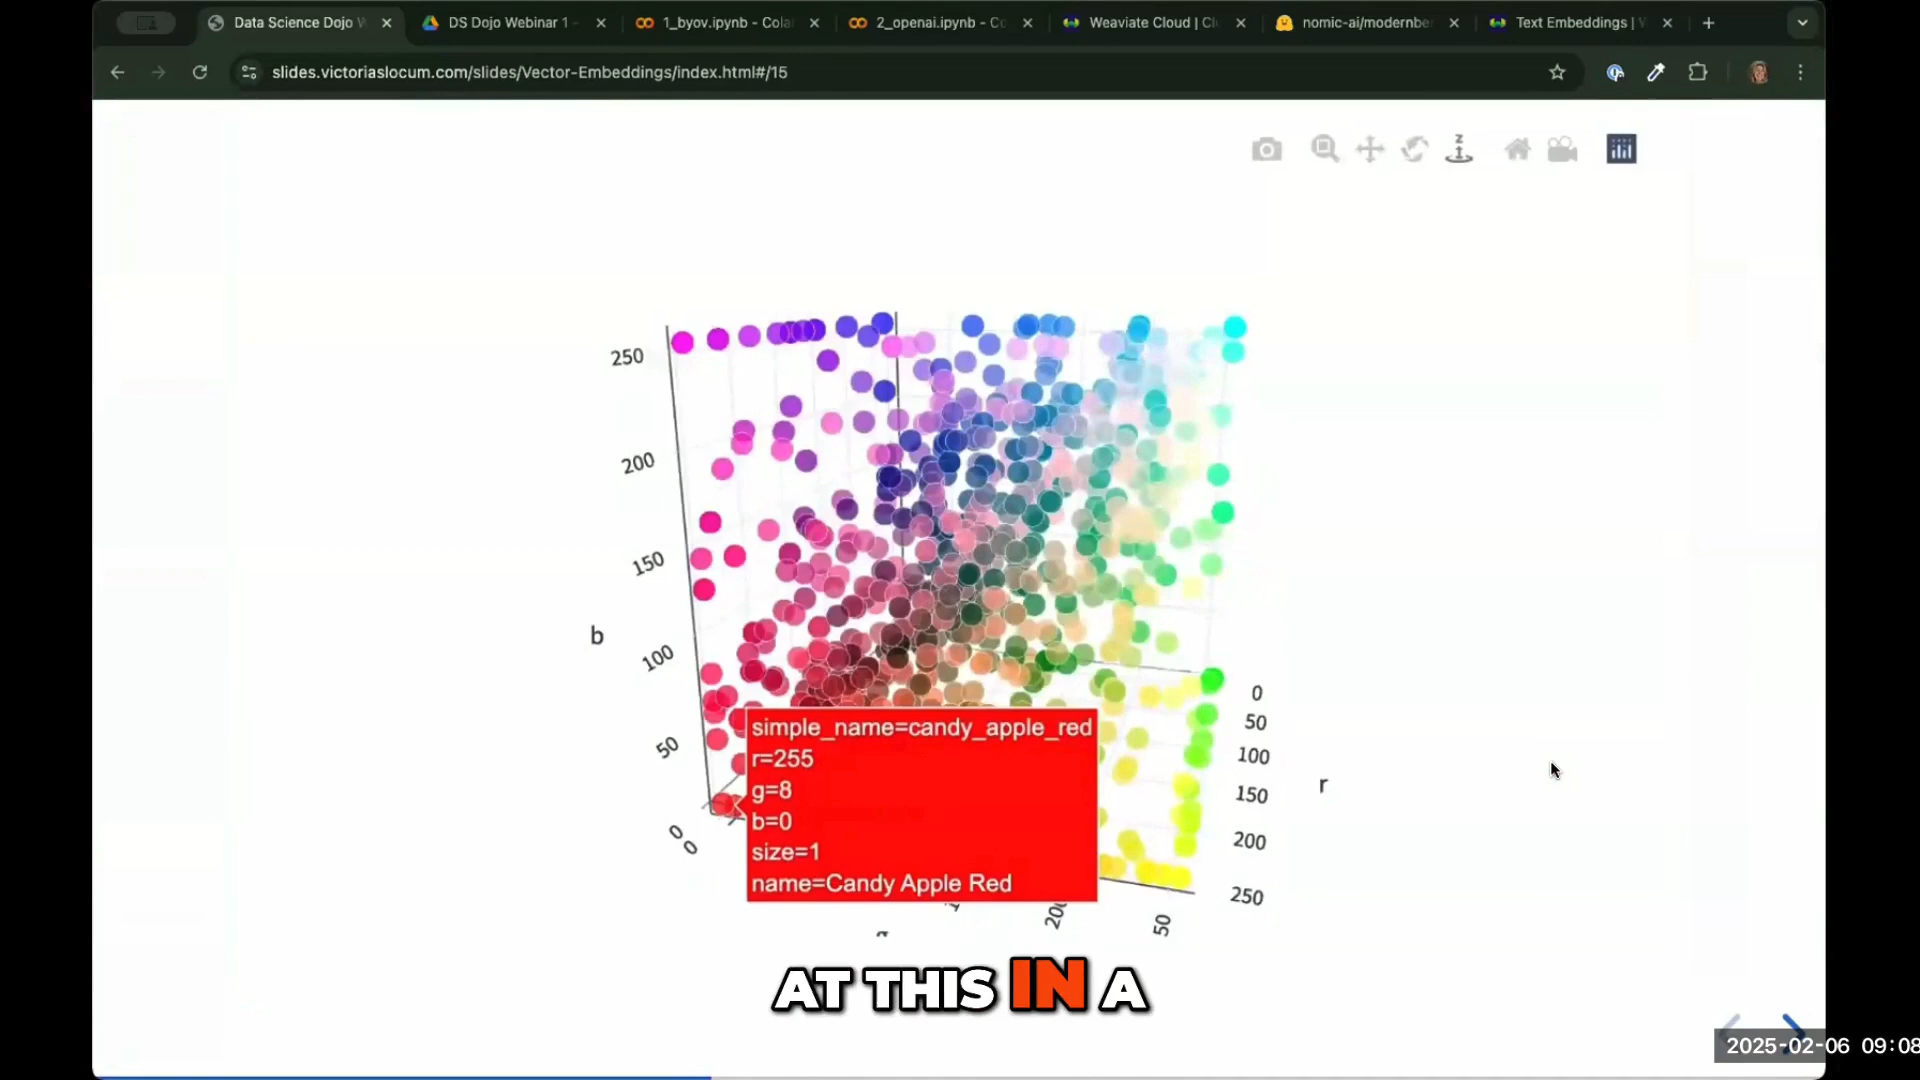 Data Science Dojo W
DS Dojo Webinar 1 -
1_byov.ipynb - Cola
2_openai.ipynb - Co
Weaviate Cloud | Cl
nomic-ai/modernbe
Text Embeddings | W
slides.victoriaslocum.com/slides/Vector-Embeddings/index.html#/15
z
250
200
150
b
100
50
0
0
simple_name=candy_apple_red
r=255
g=8
b=0
size=1
name=Candy Apple Red
0
50
100
150
r
200
250
200
50
AT THIS IN A
2025-02-06 09:08